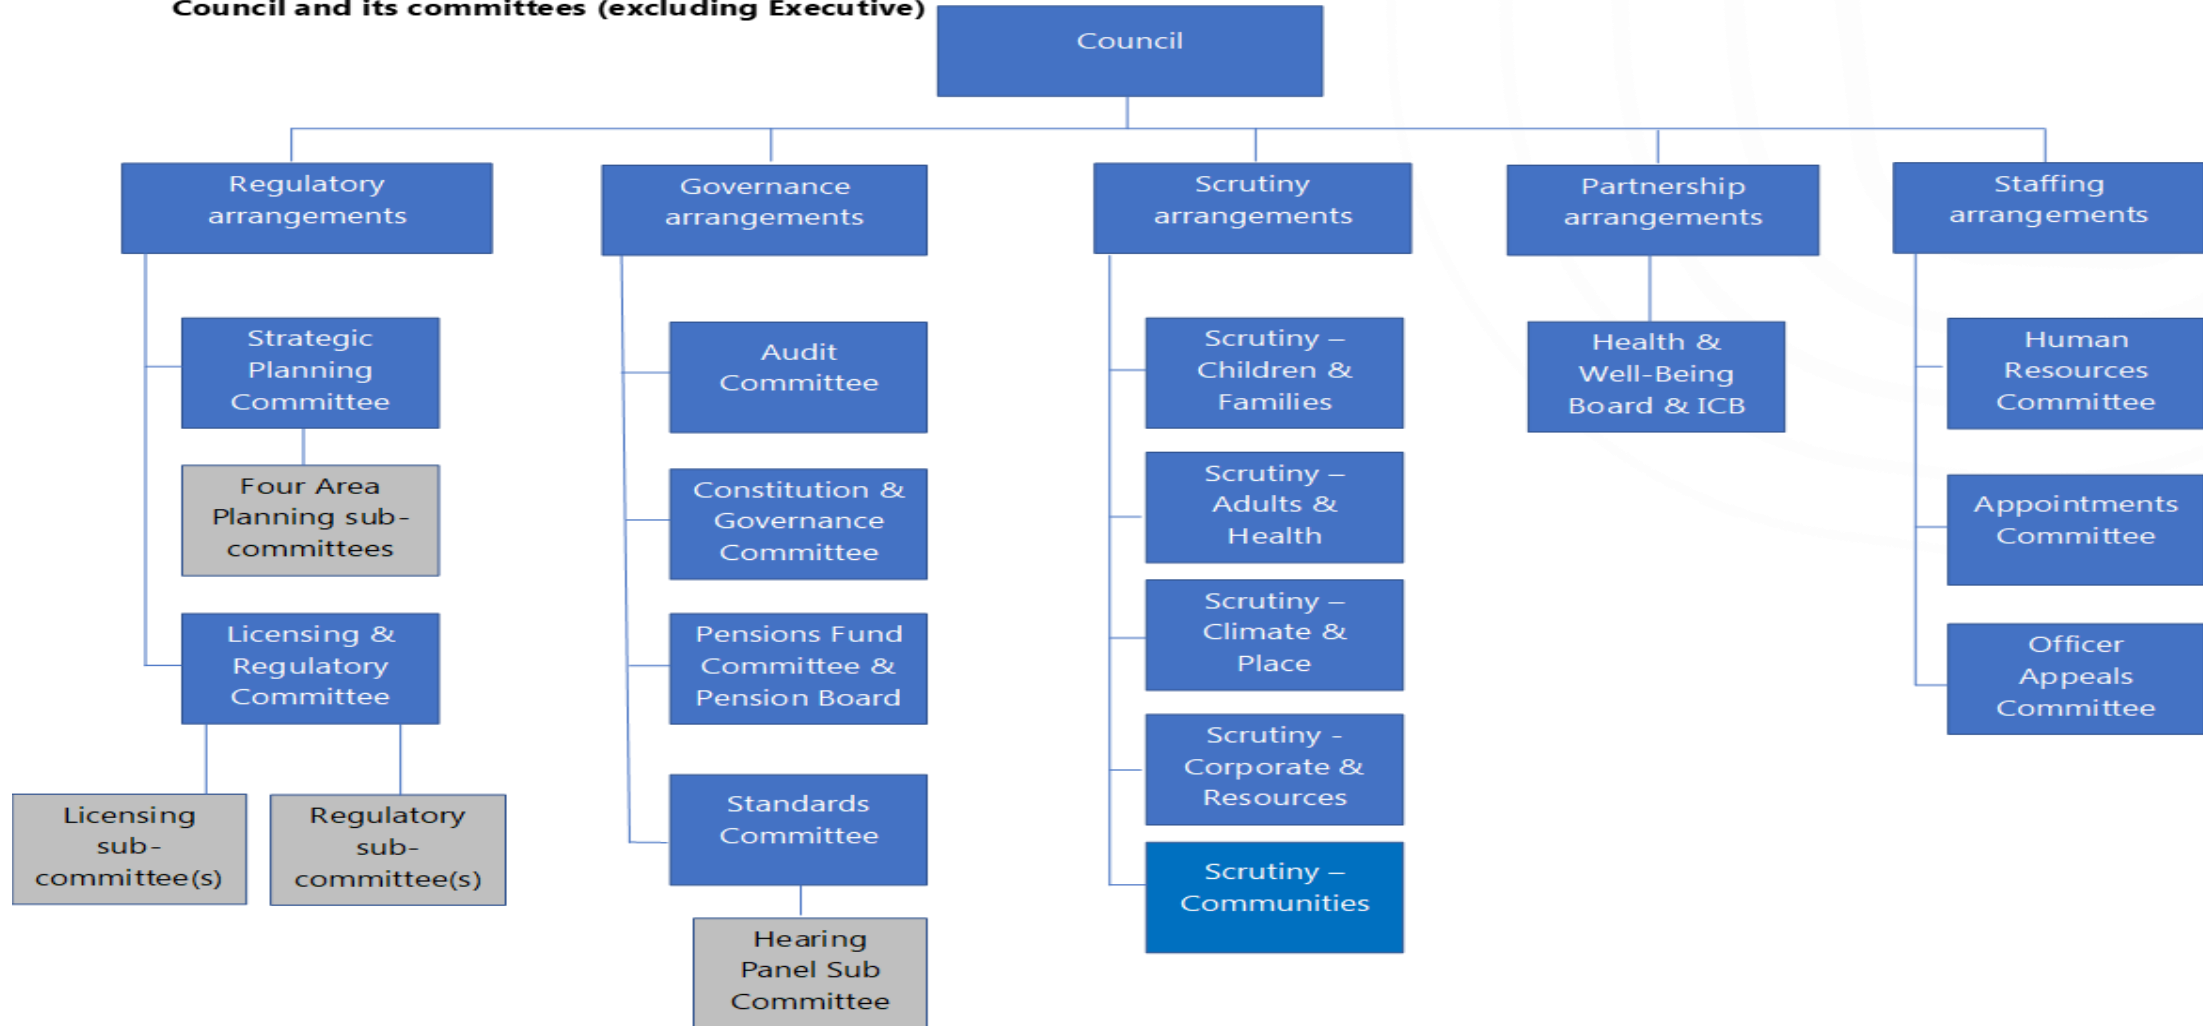 Council and its committees (excluding Executive)
Council
Regulatory
arrangements
Governance
arrangements
Scrutiny
arrangements
Partnership
arrangements
Staffing
arrangements
Strategic
Planning
Committee
Four Area
Planning sub-
committees
Licensing &
Regulatory
Committee
Licensing
sub-
committee(s)
Regulatory
sub-
committee(s)
Audit
Committee
Constitution &
Governance
Committee
Pensions Fund
Committee &
Pension Board
Standards
Committee
Hearing
Panel Sub
Committee
Scrutiny –
Children &
Families
Scrutiny –
Adults &
Health
Scrutiny –
Climate &
Place
Scrutiny -
Corporate &
Resources
Scrutiny –
Communities
Health &
Well-Being
Board & ICB
Human
Resources
Committee
Appointments
Committee
Officer
Appeals
Committee